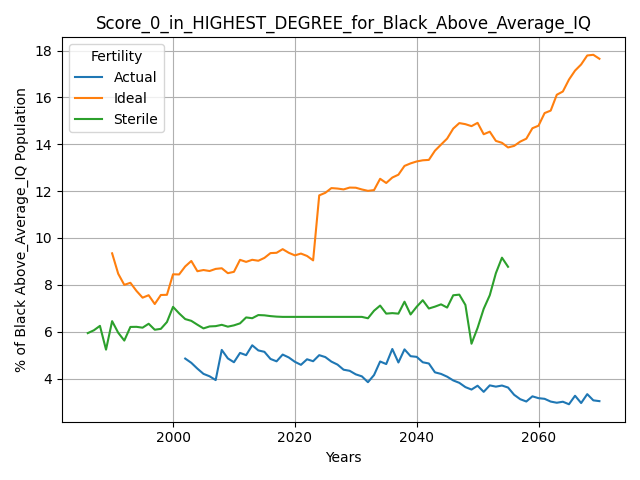 Score_0_in_HIGHEST_DEGREE_for_Black_Above_Average_IQ
Fertility
Actual
Ideal
Sterile
% of Black Above_Average_IQ Population
18
16
14
12
10
8
6
4
2000 2020 2040 2060
Years